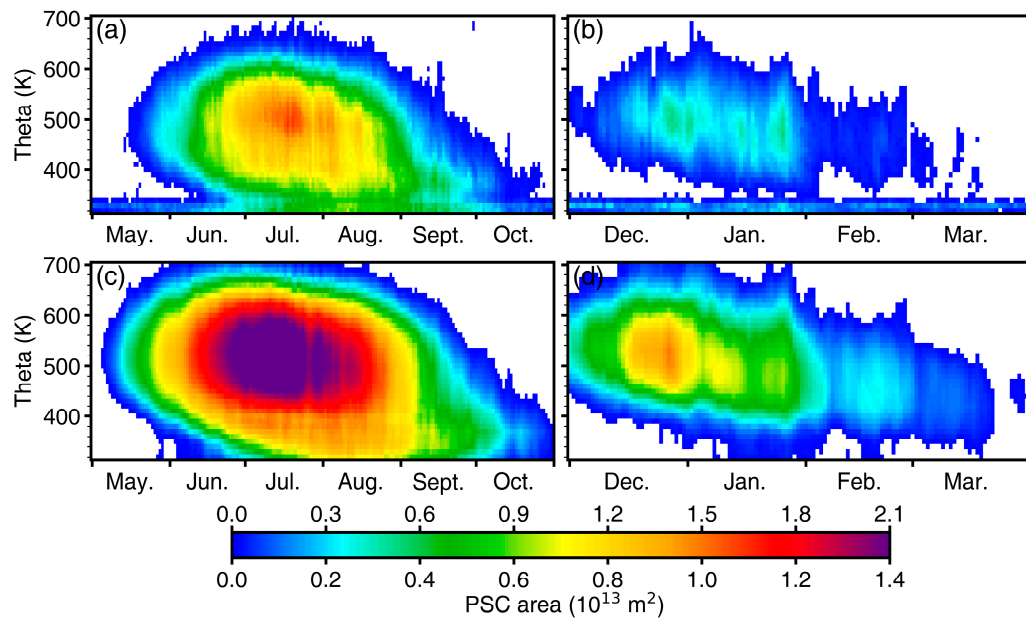 (a) (b)
700
600
500
400
Theta (K)
May. Jun. Jul. Aug. Sept. Oct. Dec. Jan. Feb. Mar.
(c) (d)
700
600
500
400
Theta (K)
May. Jun. Jul. Aug. Sept. Oct. Dec. Jan. Feb. Mar.
0.0 0.3 0.6 0.9 1.2 1.5 1.8 2.1
0.0 0.2 0.4 0.6 0.8 1.0 1.2 1.4
PSC area (10¹³ m²)